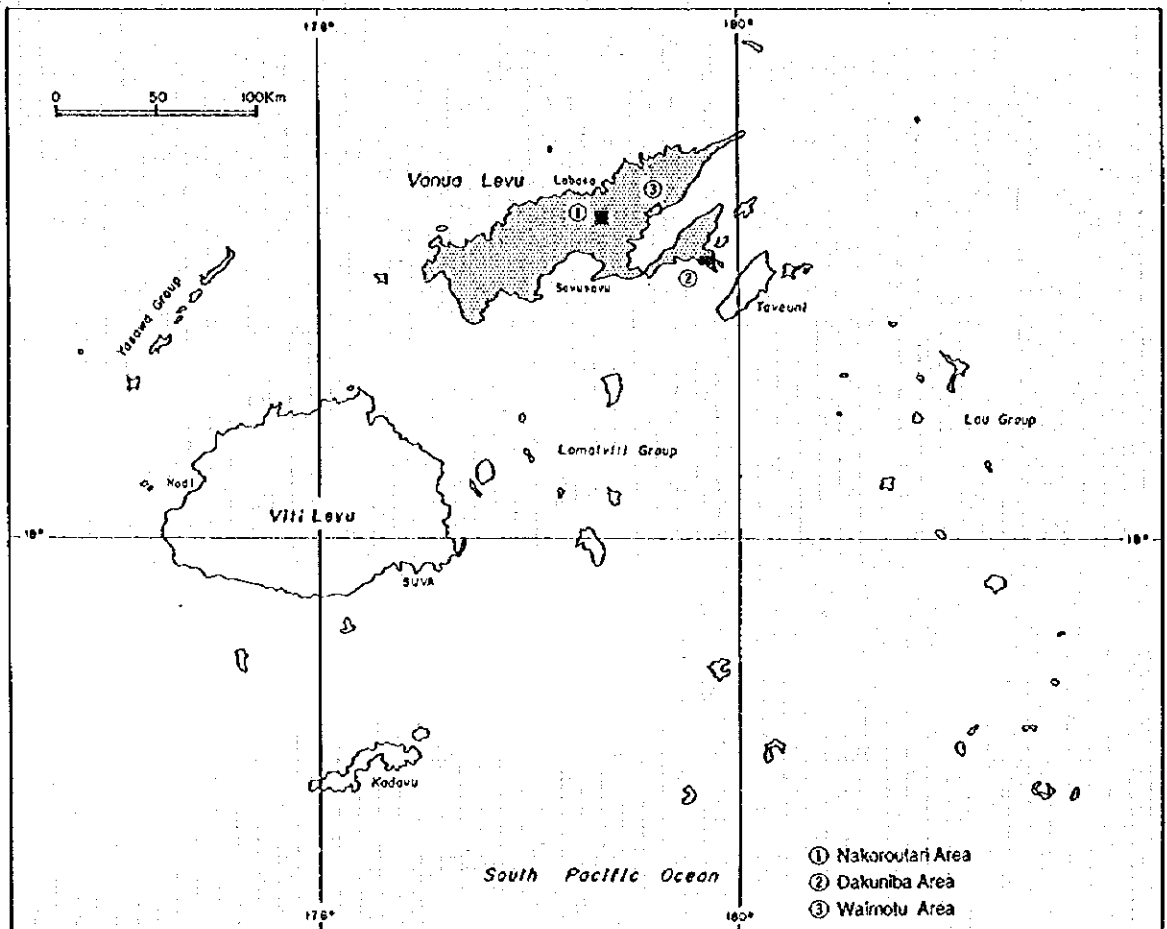 178° 180°
0 50 100Km
Vanua Levu
Labasa
③
①
②
Savusavu
Taveuni
Yasawa Group
Lau Group
Lomaiviti Group
Nadi
Viti Levu
18° 18°
SUVA
Kadavu
South Pacific Ocean
① Nakoroutari Area
② Dakuniba Area
③ Waimotu Area
178° 180°